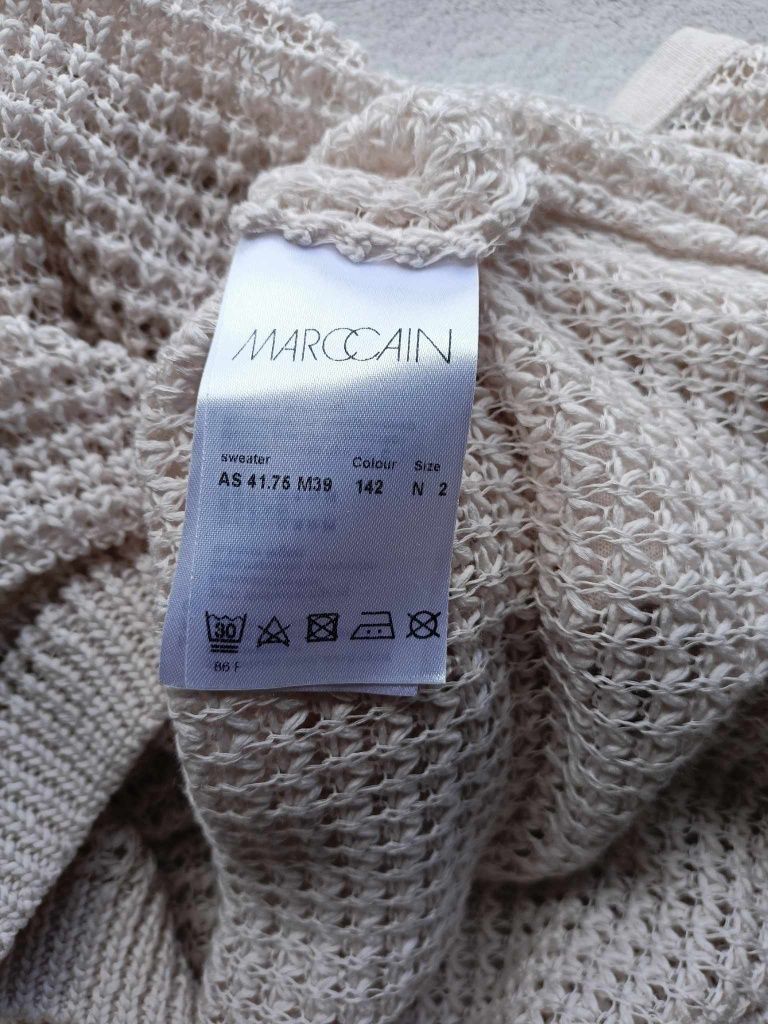 MARCCAIN
sweater Colour Size
AS 41.75 M39 142 N 2
30
86 F